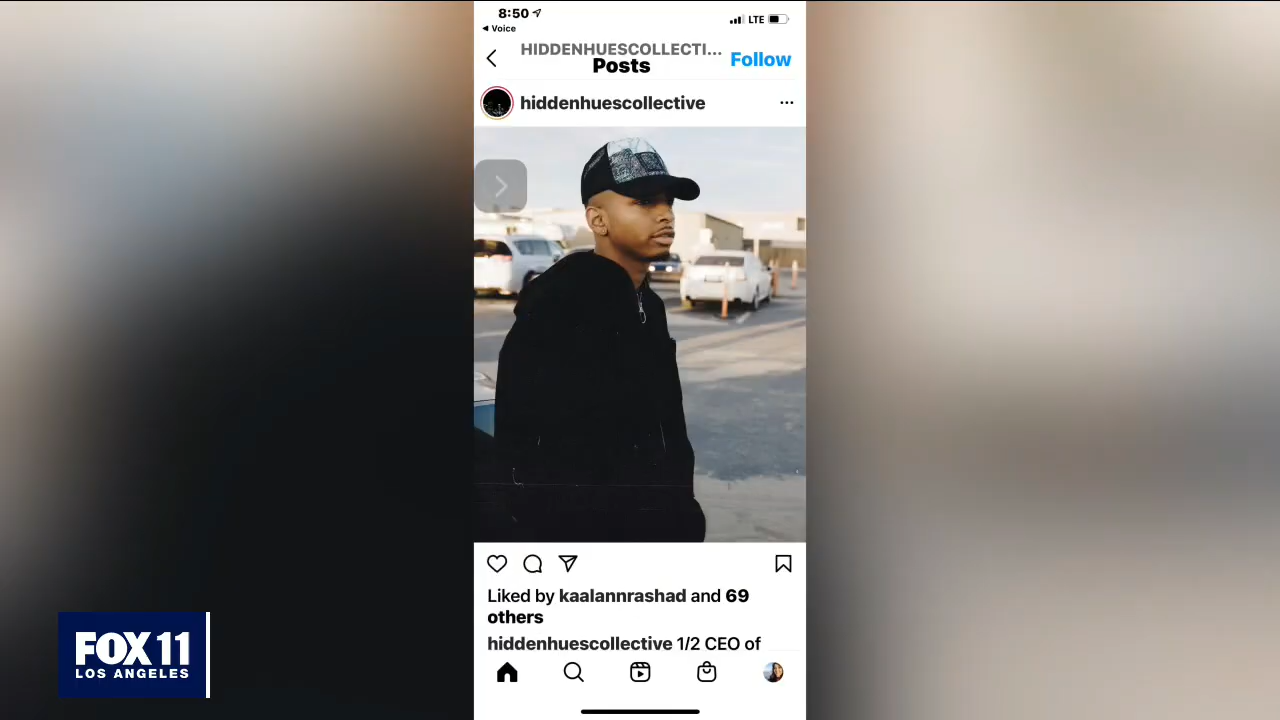 8:50
LTE
◀ Voice
HIDDENHUESCOLLECTI...
Posts
Follow
hiddenhuescollective
Liked by kaalannrashad and 69
others
hiddenhuescollective 1/2 CEO of
FOX 11
LOS ANGELES